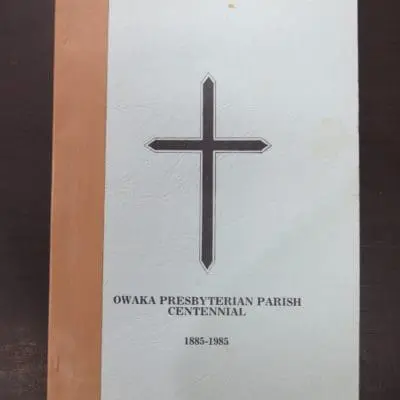 OWAKA PRESBYTERIAN PARISH
CENTENNIAL
1885-1985